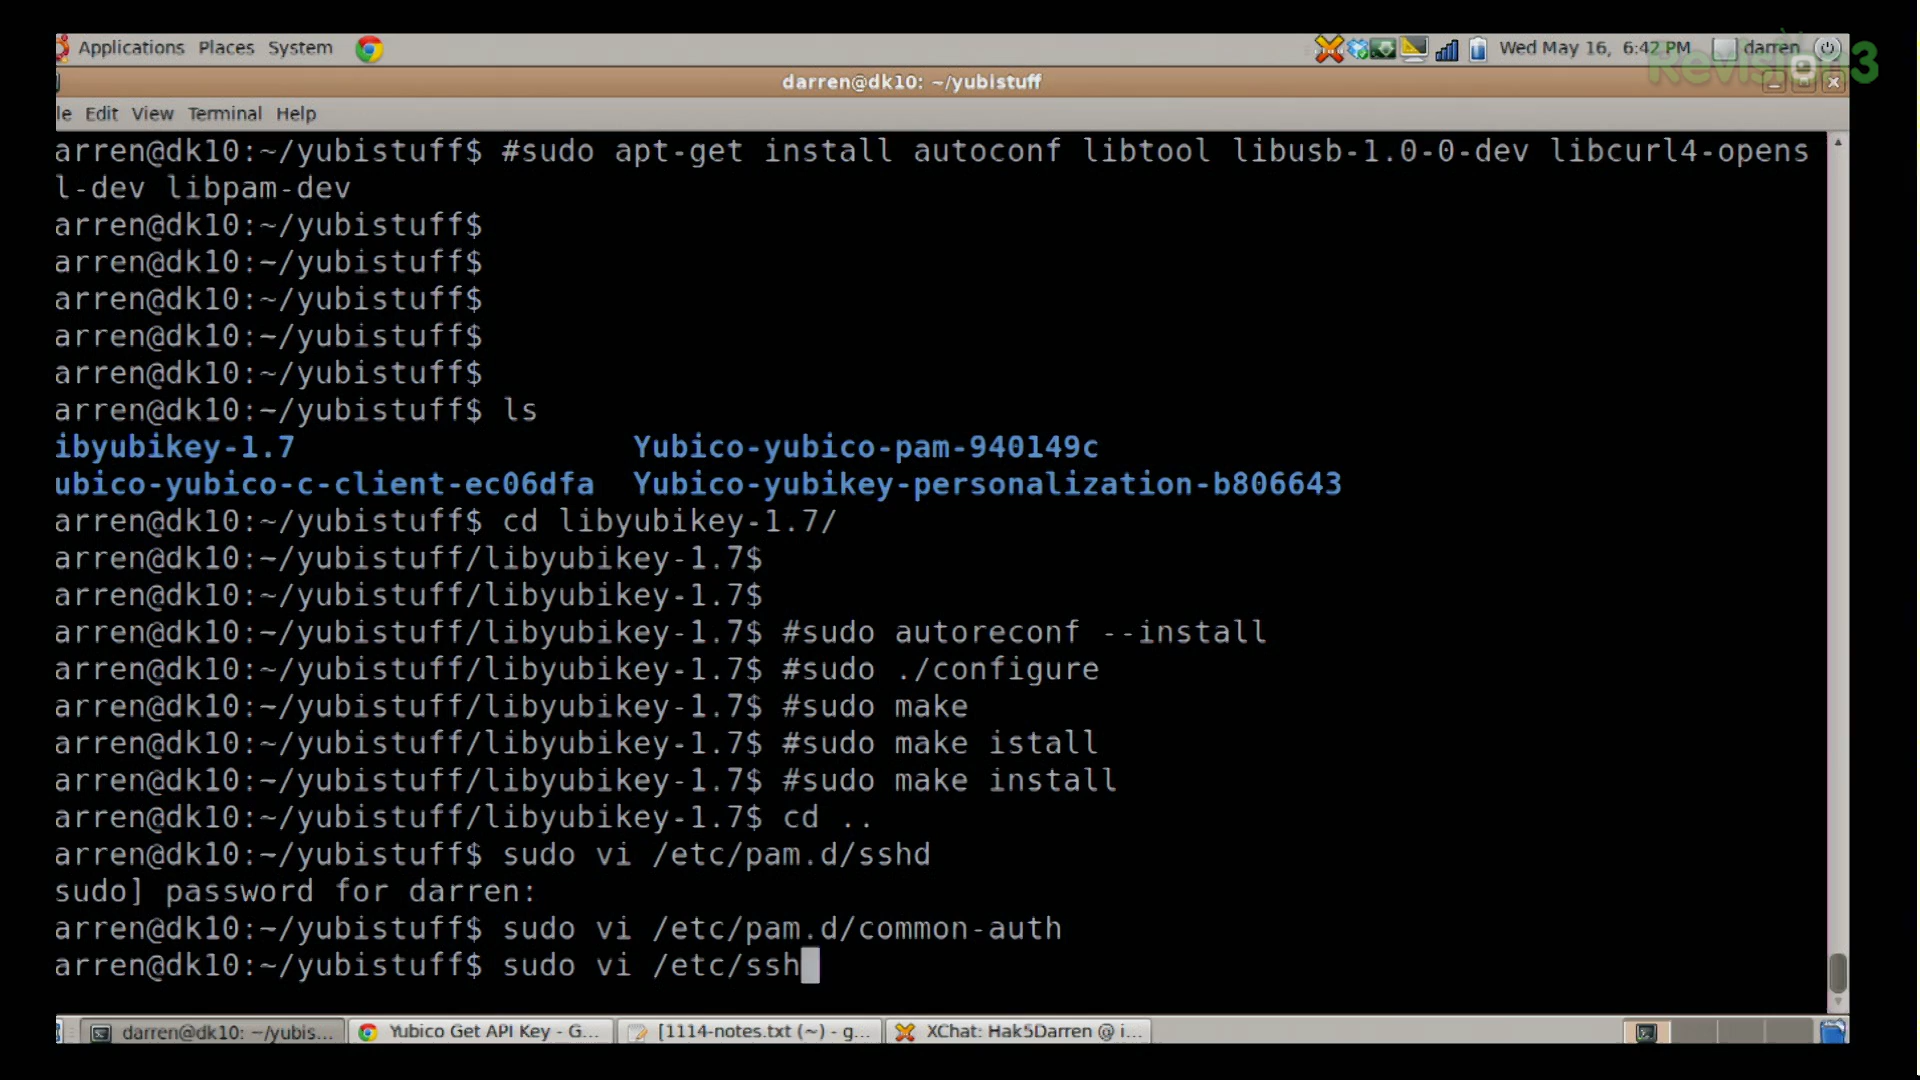 Applications Places System Wed May 16, 6:42 PM darren
Revision3
darren@dk10: ~/yubistuff
le Edit View Terminal Help
arren@dk10:~/yubistuff$ #sudo apt-get install autoconf libtool libusb-1.0-0-dev libcurl4-opens
l-dev libpam-dev
arren@dk10:~/yubistuff$
arren@dk10:~/yubistuff$
arren@dk10:~/yubistuff$
arren@dk10:~/yubistuff$
arren@dk10:~/yubistuff$
arren@dk10:~/yubistuff$ ls
ibyubikey-1.7 Yubico-yubico-pam-940149c
ubico-yubico-c-client-ec06dfa Yubico-yubikey-personalization-b806643
arren@dk10:~/yubistuff$ cd libyubikey-1.7/
arren@dk10:~/yubistuff/libyubikey-1.7$
arren@dk10:~/yubistuff/libyubikey-1.7$
arren@dk10:~/yubistuff/libyubikey-1.7$ #sudo autoreconf --install
arren@dk10:~/yubistuff/libyubikey-1.7$ #sudo ./configure
arren@dk10:~/yubistuff/libyubikey-1.7$ #sudo make
arren@dk10:~/yubistuff/libyubikey-1.7$ #sudo make istall
arren@dk10:~/yubistuff/libyubikey-1.7$ #sudo make install
arren@dk10:~/yubistuff/libyubikey-1.7$ cd ..
arren@dk10:~/yubistuff$ sudo vi /etc/pam.d/sshd
sudo] password for darren:
arren@dk10:~/yubistuff$ sudo vi /etc/pam.d/common-auth
arren@dk10:~/yubistuff$ sudo vi /etc/ssh
darren@dk10: ~/yubis... Yubico Get API Key - G... [1114-notes.txt (~) - g... XChat: Hak5Darren @ i...